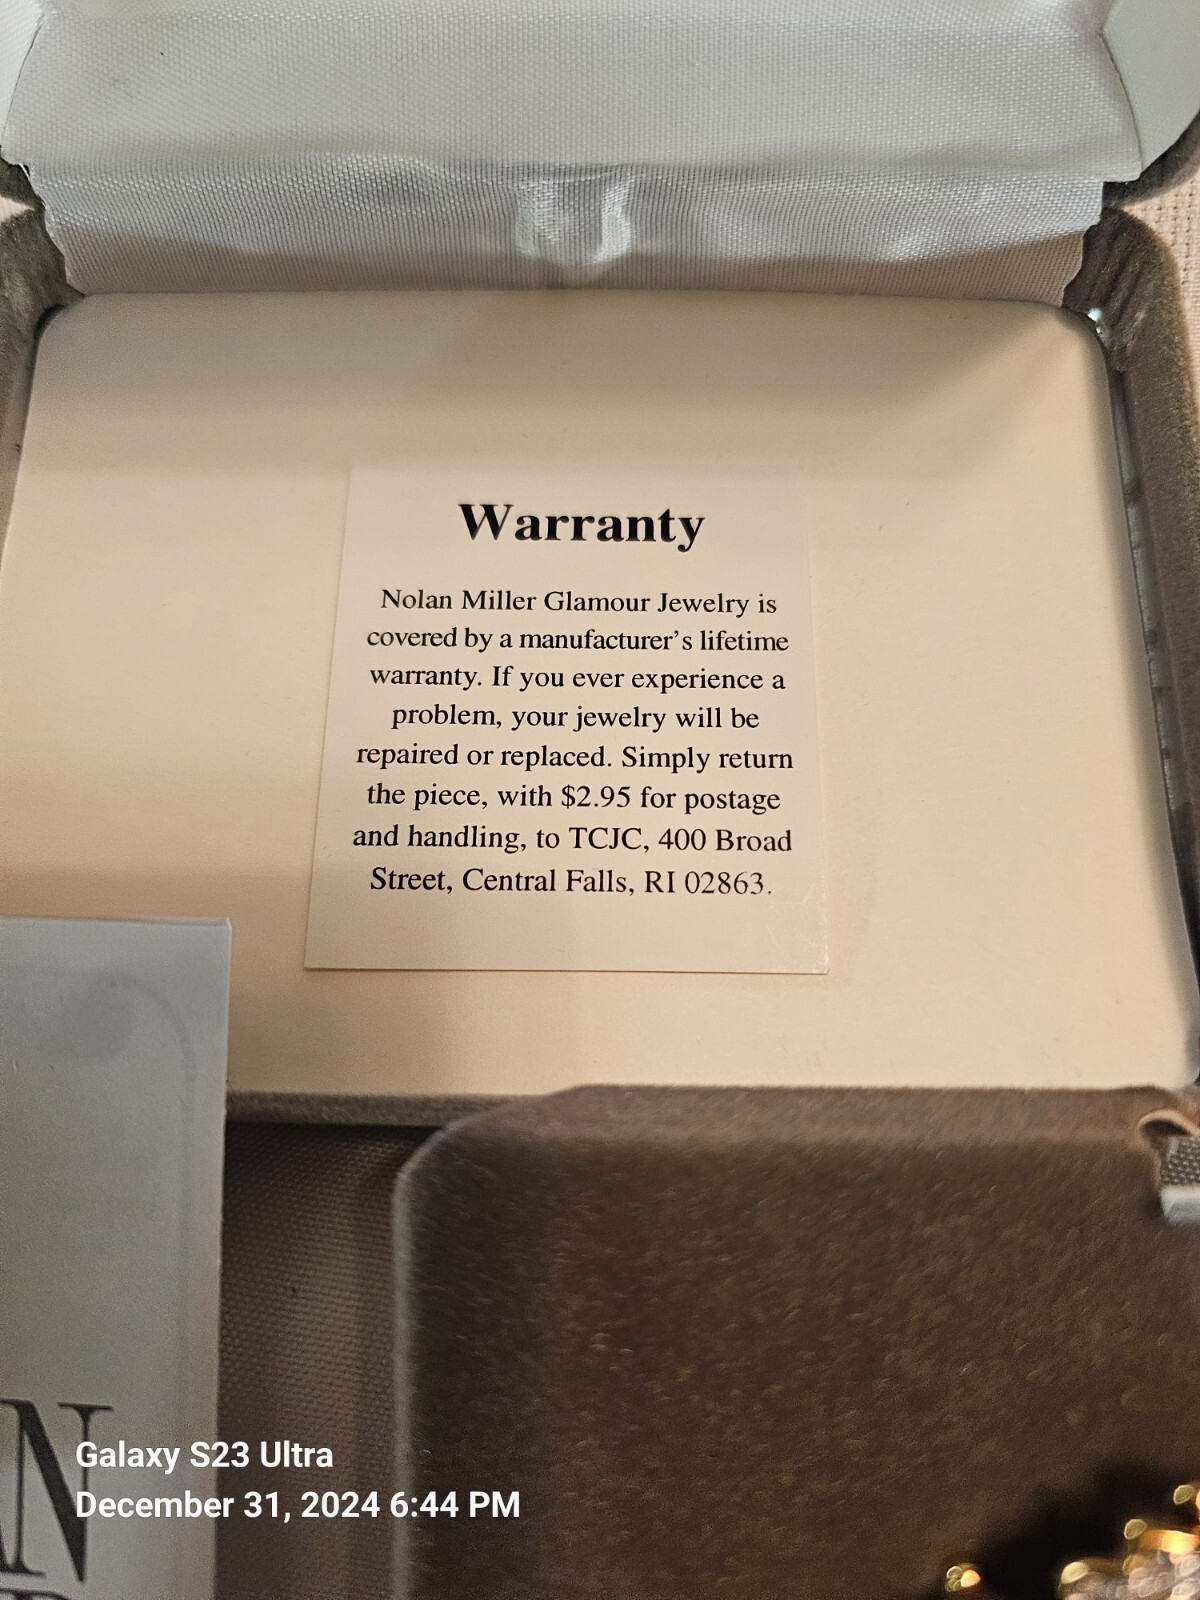 Warranty
Nolan Miller Glamour Jewelry is
covered by a manufacturer's lifetime
warranty. If you ever experience a
problem, your jewelry will be
repaired or replaced. Simply return
the piece, with $2.95 for postage
and handling, to TCJC, 400 Broad
Street, Central Falls, RI 02863.
Galaxy S23 Ultra
December 31, 2024 6:44 PM